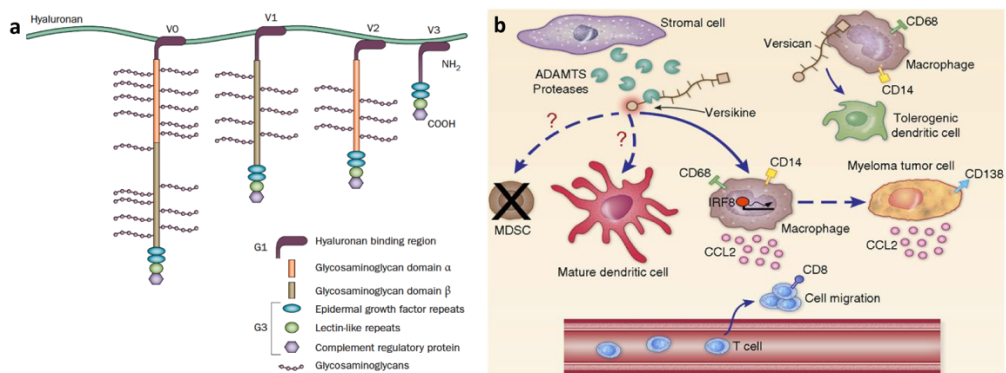 a
Hyaluronan
V0
V1
V2
V3
NH2
COOH
G1
Hyaluronan binding region
Glycosaminoglycan domain α
Glycosaminoglycan domain β
G3
Epidermal growth factor repeats
Lectin-like repeats
Complement regulatory protein
Glycosaminoglycans
b
Stromal cell
ADAMTS
Proteases
Versikine
Versican
CD68
Macrophage
CD14
Tolerogenic
dendritic cell
?
?
MDSC
Mature dendritic cell
CD68
CD14
IRF8
Macrophage
CCL2
Myeloma tumor cell
CD138
CCL2
CD8
Cell migration
T cell